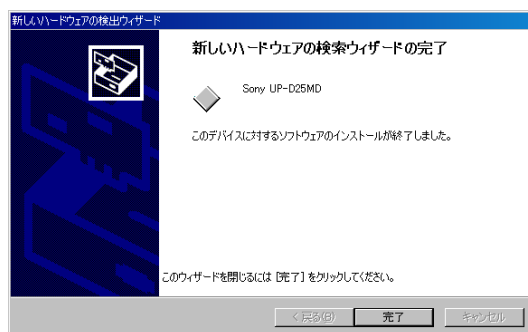 新しいハードウェアの検出ウィザード
新しいハードウェアの検索ウィザードの完了
Sony UP-D25MD
このデバイスに対するソフトウェアのインストールが終了しました。
このウィザードを閉じるには [完了] をクリックしてください。
< 戻る(B)
完了
キャンセル